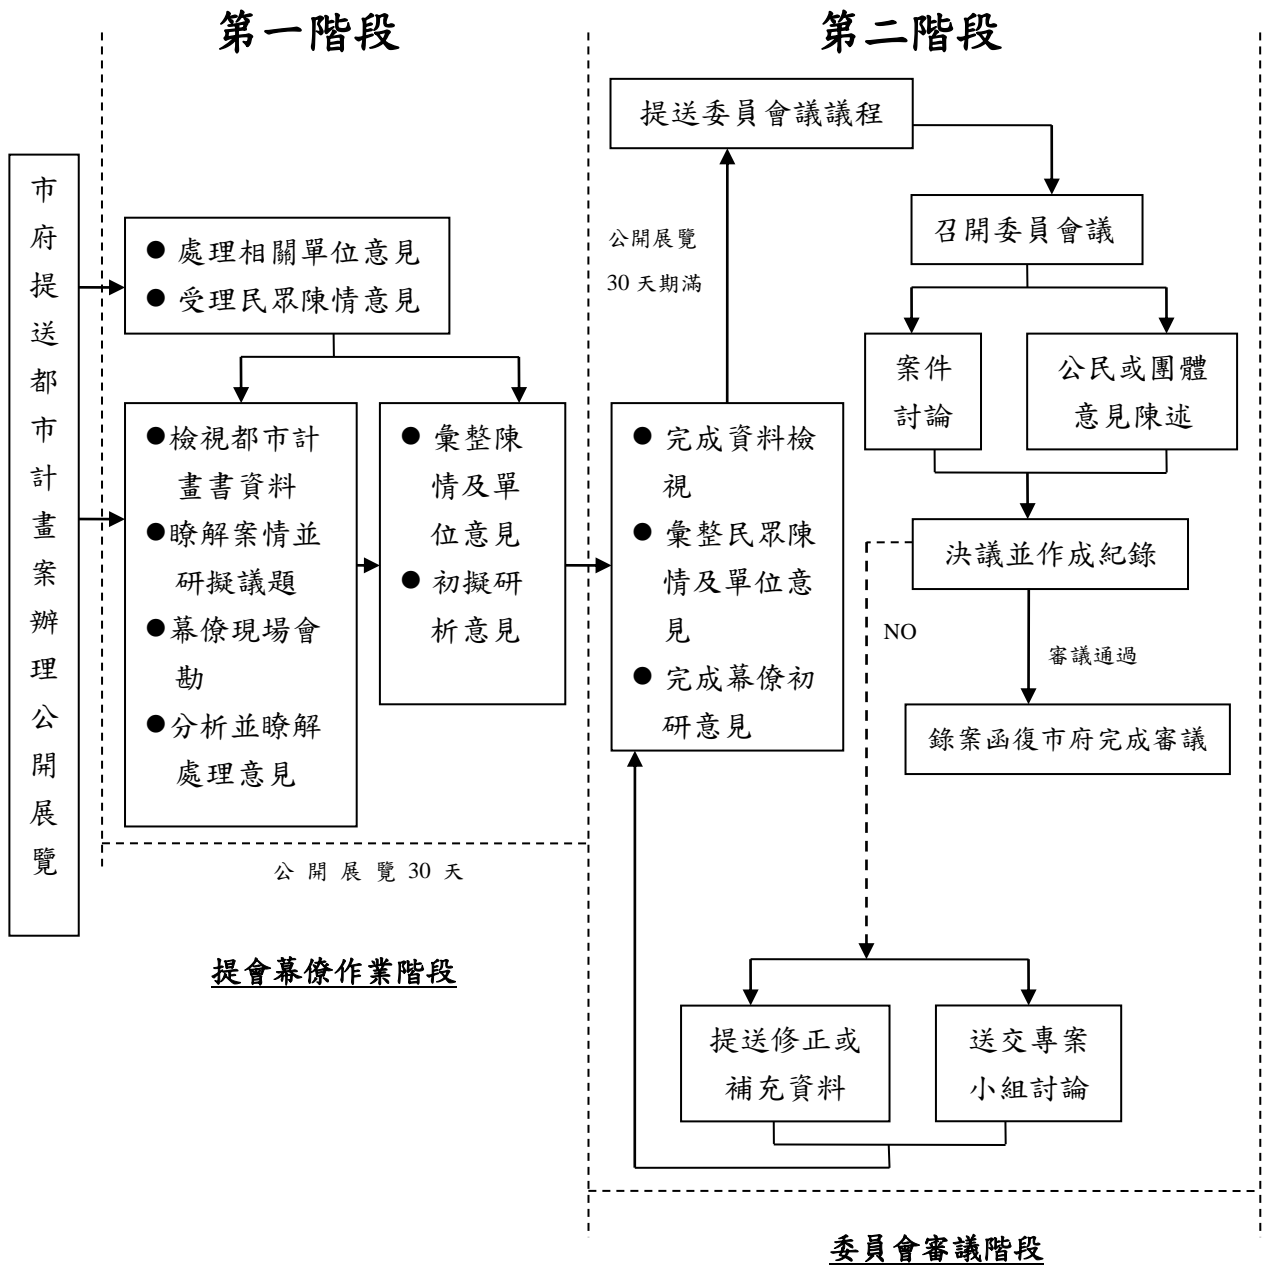 第一階段
第二階段
市府提送都市計畫案辦理公開展覽
●處理相關單位意見
●受理民眾陳情意見
●檢視都市計
畫書資料
●瞭解案情並
研擬議題
●幕僚現場會
勘
●分析並瞭解
處理意見
●彙整陳
情及單
位意見
●初擬研
析意見
公開展覽30天
提會幕僚作業階段
提送委員會議議程
公開展覽
30天期滿
●完成資料檢
視
●彙整民眾陳
情及單位意
見
●完成幕僚初
研意見
召開委員會議
案件
討論
公民或團體
意見陳述
決議並作成紀錄
NO
審議通過
錄案函復市府完成審議
提送修正或
補充資料
送交專案
小組討論
委員會審議階段